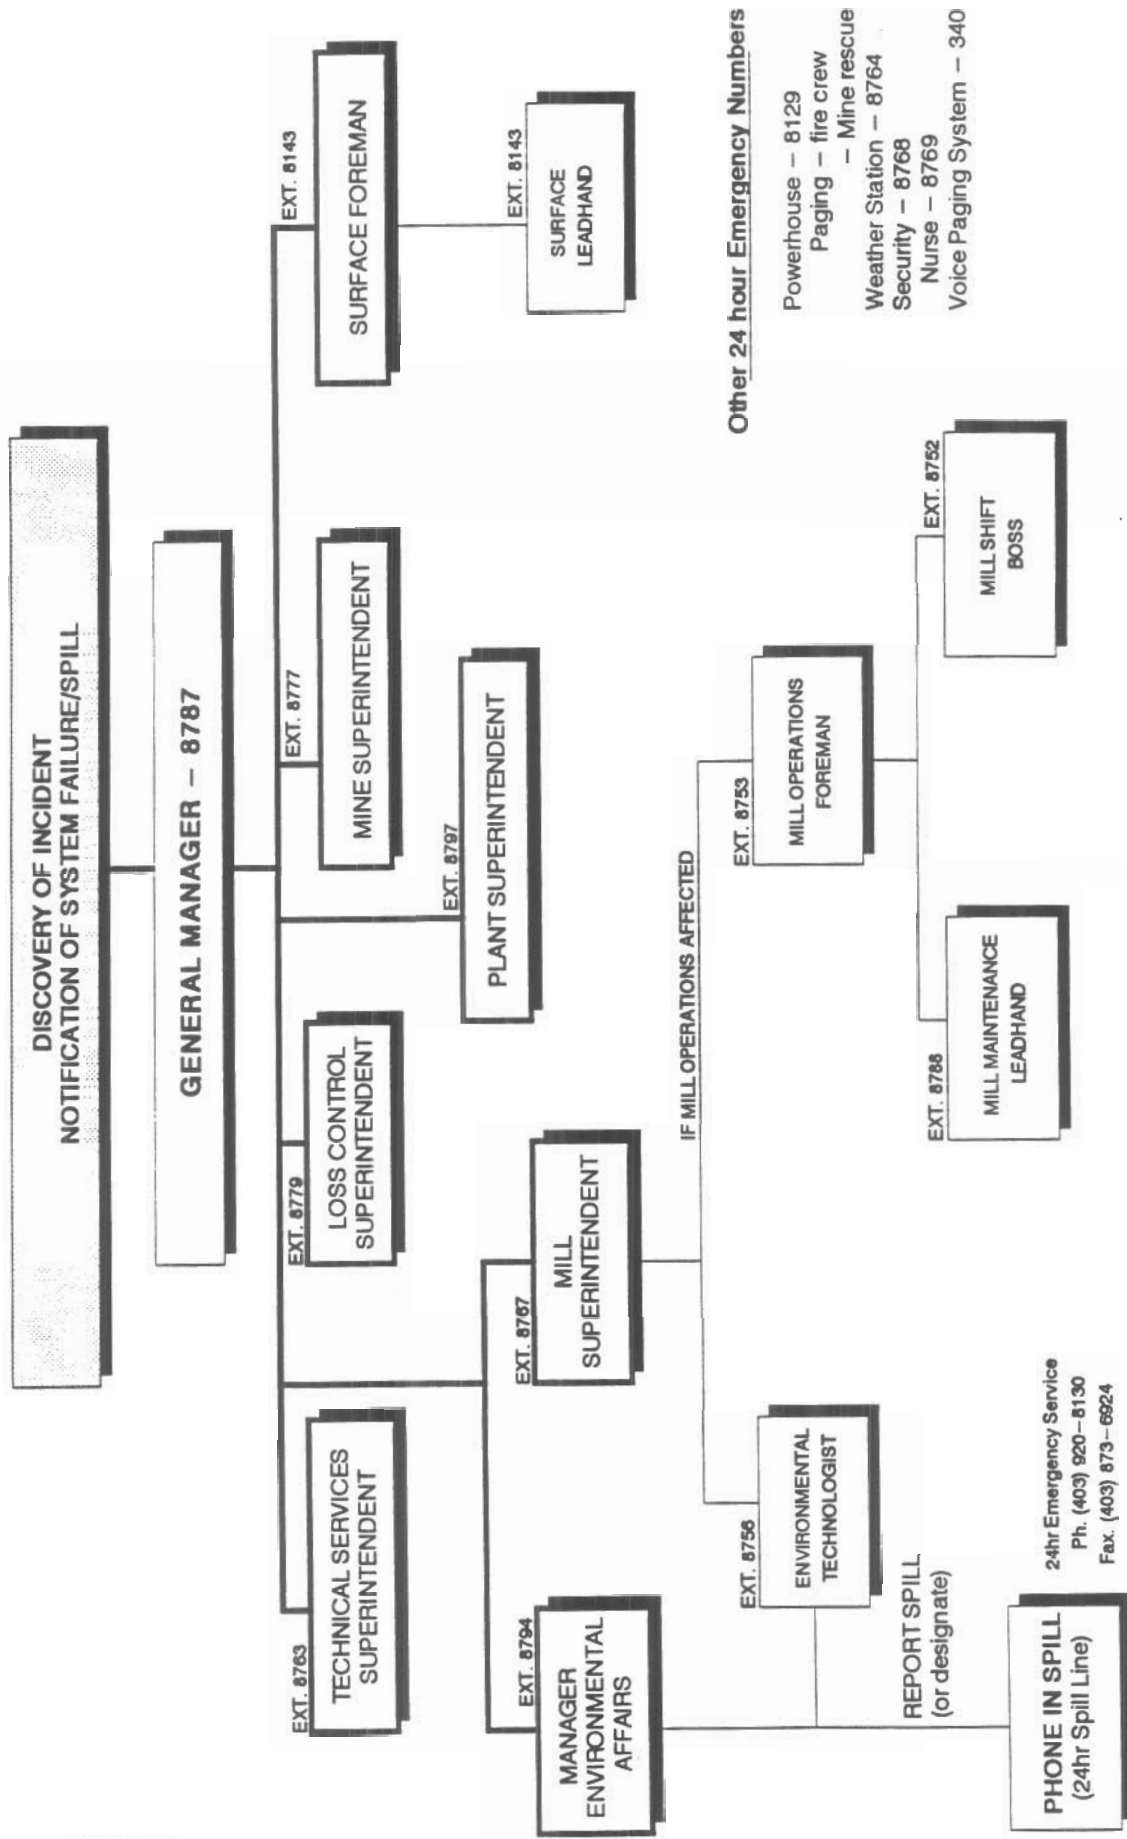 DISCOVERY OF INCIDENT
NOTIFICATION OF SYSTEM FAILURE/SPILL
GENERAL MANAGER – 8787
EXT. 8763
TECHNICAL SERVICES
SUPERINTENDENT
EXT. 8779
LOSS CONTROL
SUPERINTENDENT
EXT. 8777
MINE SUPERINTENDENT
EXT. 8143
SURFACE FOREMAN
EXT. 8797
PLANT SUPERINTENDENT
EXT. 8143
SURFACE
LEADHAND
EXT. 8794
MANAGER
ENVIRONMENTAL
AFFAIRS
EXT. 8767
MILL
SUPERINTENDENT
IF MILL OPERATIONS AFFECTED
EXT. 8756
ENVIRONMENTAL
TECHNOLOGIST
EXT. 8753
MILL OPERATIONS
FOREMAN
REPORT SPILL
(or designate)
EXT. 8788
MILL MAINTENANCE
LEADHAND
EXT. 8752
MILL SHIFT
BOSS
PHONE IN SPILL
(24hr Spill Line)
24hr Emergency Service
Ph. (403) 920–8130
Fax. (403) 873–6924
Other 24 hour Emergency Numbers
Powerhouse – 8129
Paging – fire crew
– Mine rescue
Weather Station – 8764
Security – 8768
Nurse – 8769
Voice Paging System – 340